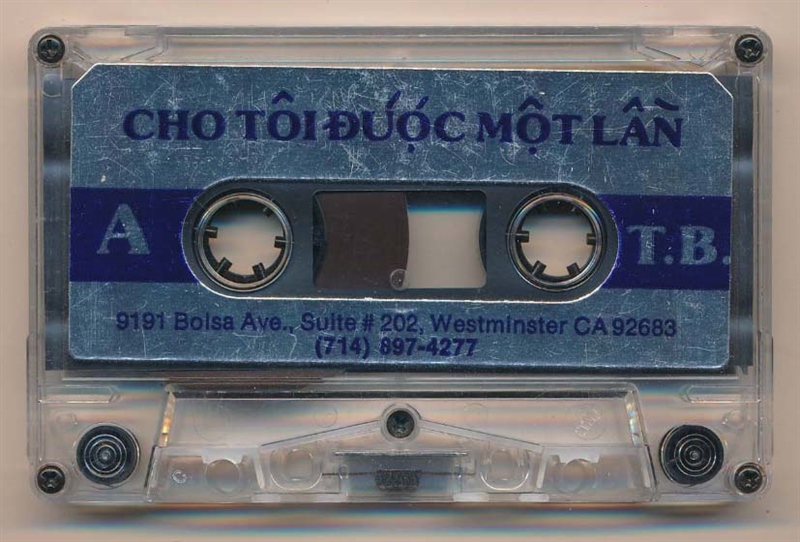 CHO TÔI ĐƯỢC MỘT LẦN
A
T.B.
9191 Bolsa Ave., Suite # 202, Westminster CA 92683
(714) 897-4277